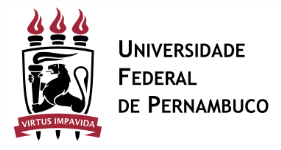 UNIVERSIDADE
FEDERAL
DE PERNAMBUCO
VIRTUS IMPAVIDA